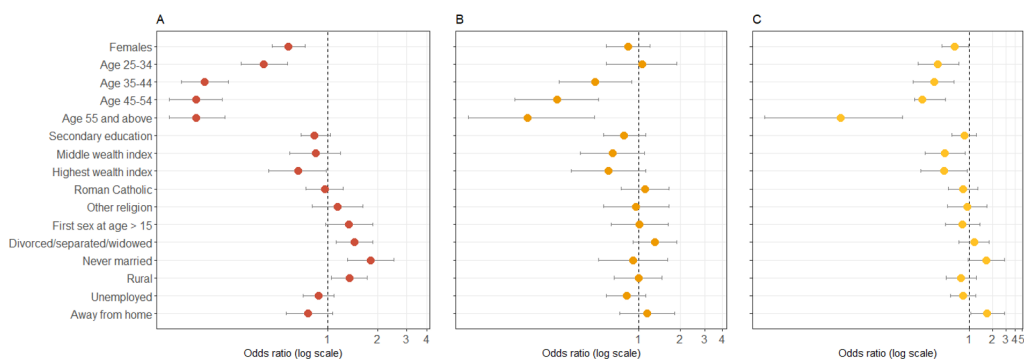 A B C
Females
Age 25-34
Age 35-44
Age 45-54
Age 55 and above
Secondary education
Middle wealth index
Highest wealth index
Roman Catholic
Other religion
First sex at age > 15
Divorced/separated/widowed
Never married
Rural
Unemployed
Away from home
1 2 3 4 1 2 3 4 1 2 3 4 5
Odds ratio (log scale) Odds ratio (log scale) Odds ratio (log scale)